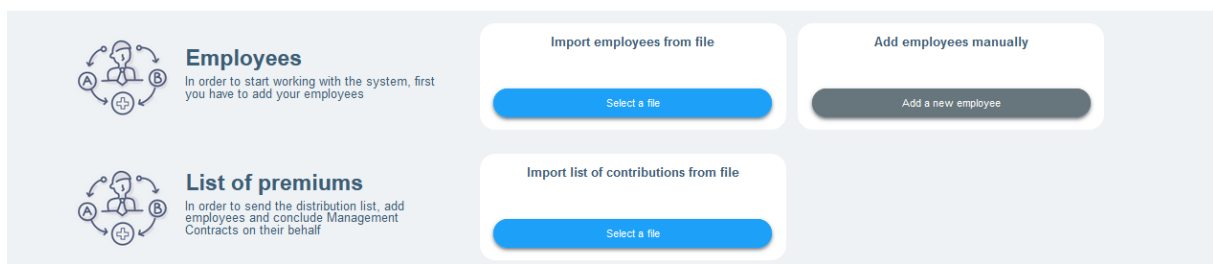 Employees
In order to start working with the system, first
you have to add your employees
Import employees from file
Select a file
Add employees manually
Add a new employee
A
B
List of premiums
In order to send the distribution list, add
employees and conclude Management
Contracts on their behalf
Import list of contributions from file
Select a file
A
B